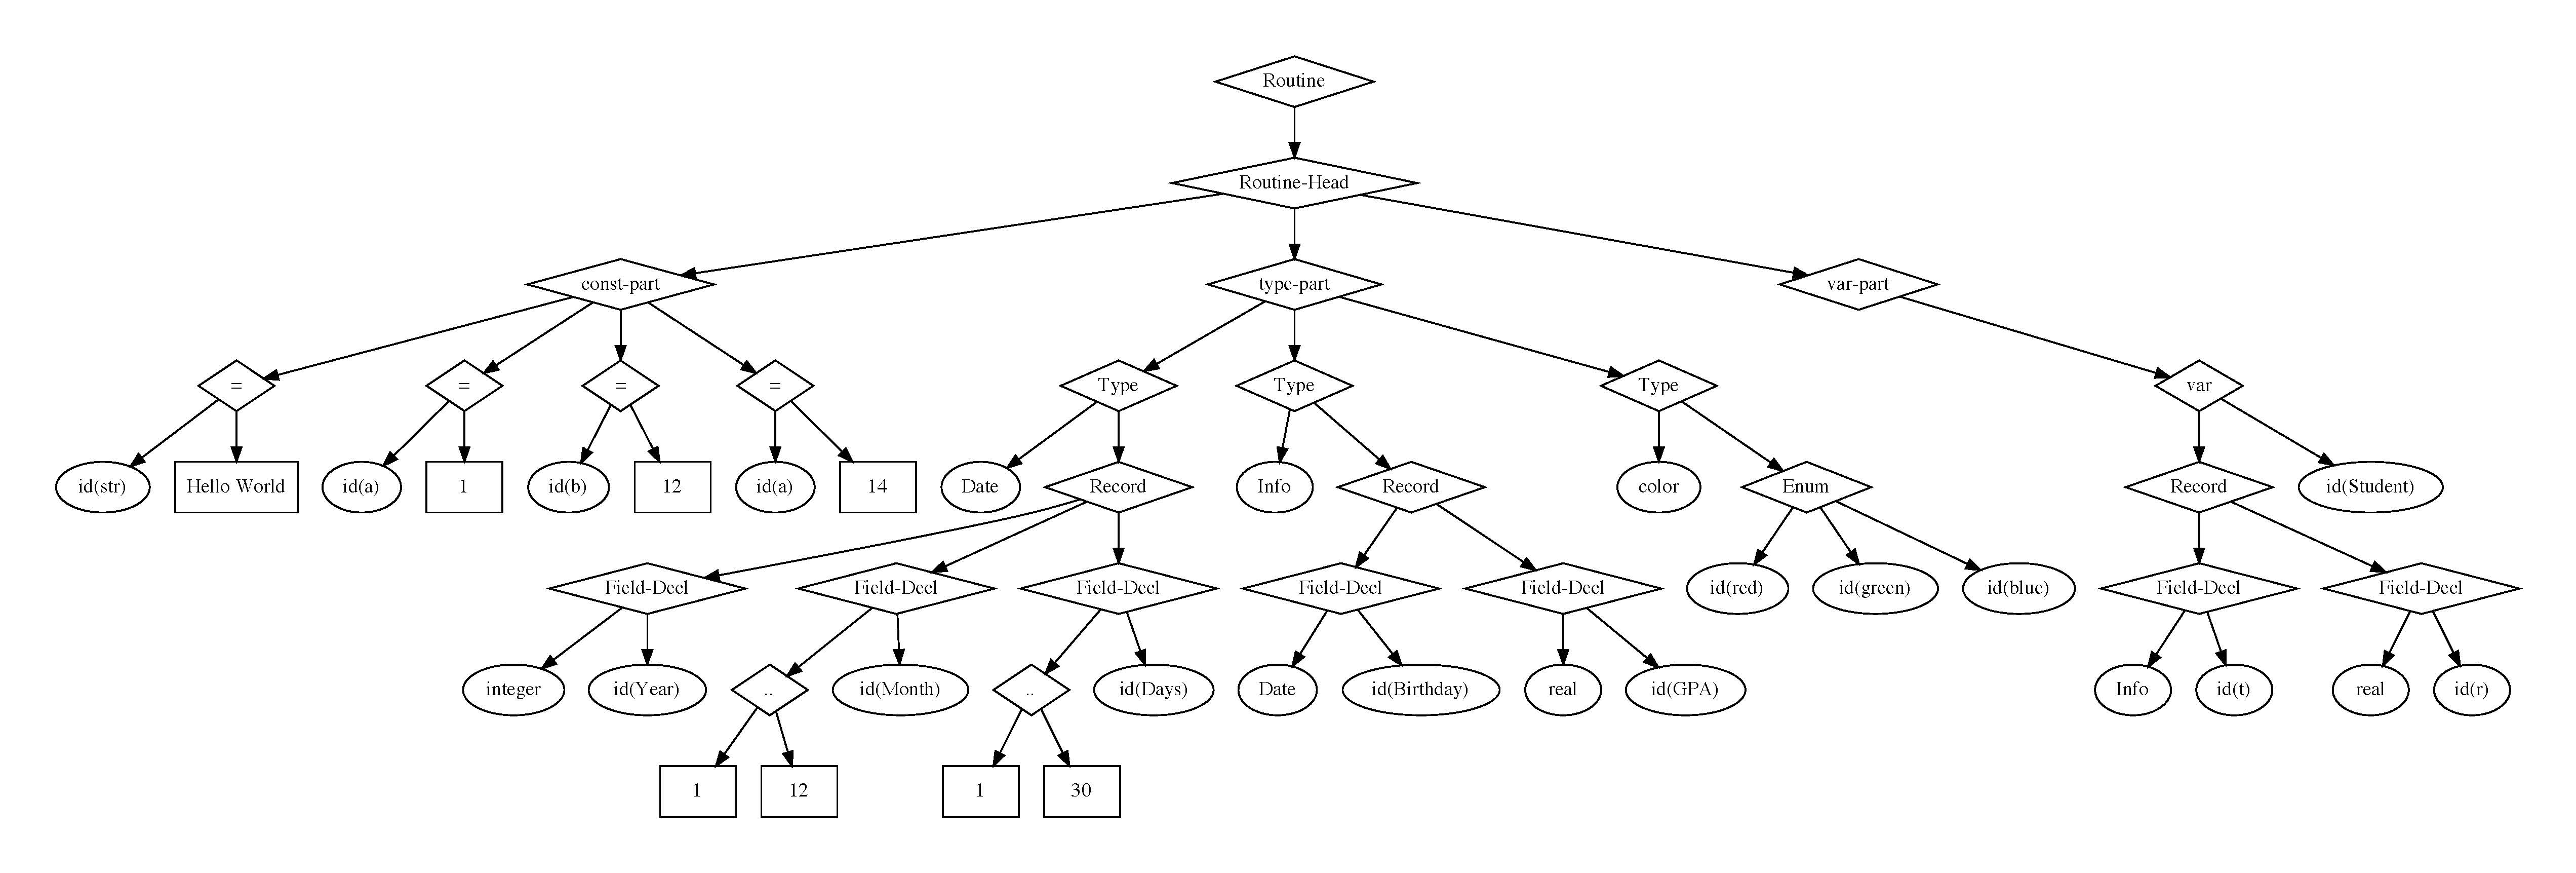 Routine
Routine-Head
const-part
type-part
var-part
=
=
=
=
Type
Type
Type
var
id(str)
Hello World
id(a)
1
id(b)
12
id(a)
14
Date
Record
Info
Record
color
Enum
Record
id(Student)
Field-Decl
Field-Decl
Field-Decl
Field-Decl
Field-Decl
id(red)
id(green)
id(blue)
Field-Decl
Field-Decl
integer
id(Year)
..
id(Month)
..
id(Days)
Date
id(Birthday)
real
id(GPA)
Info
id(t)
real
id(r)
1
12
1
30